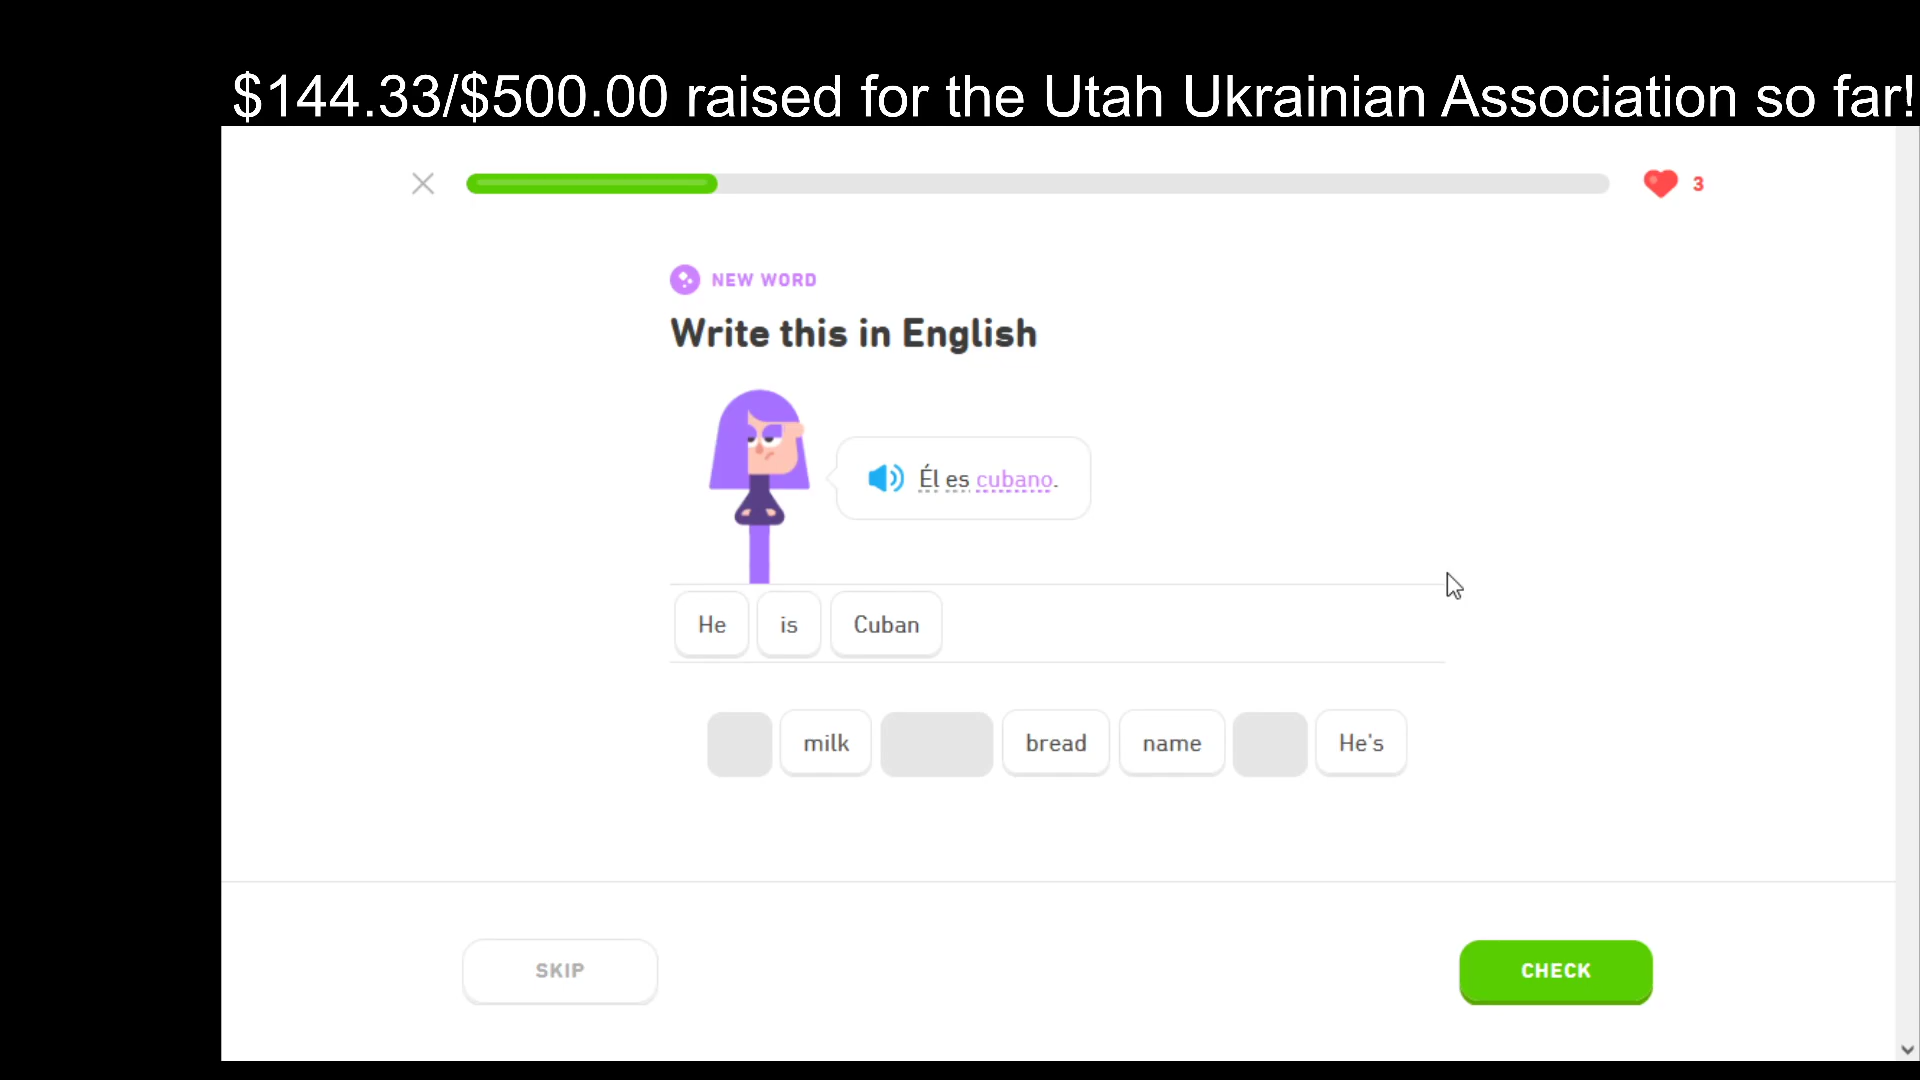 $144.33/$500.00 raised for the Utah Ukrainian Association so far!
3
NEW WORD
Write this in English
Él es cubano.
He is Cuban
milk bread name He's
SKIP CHECK